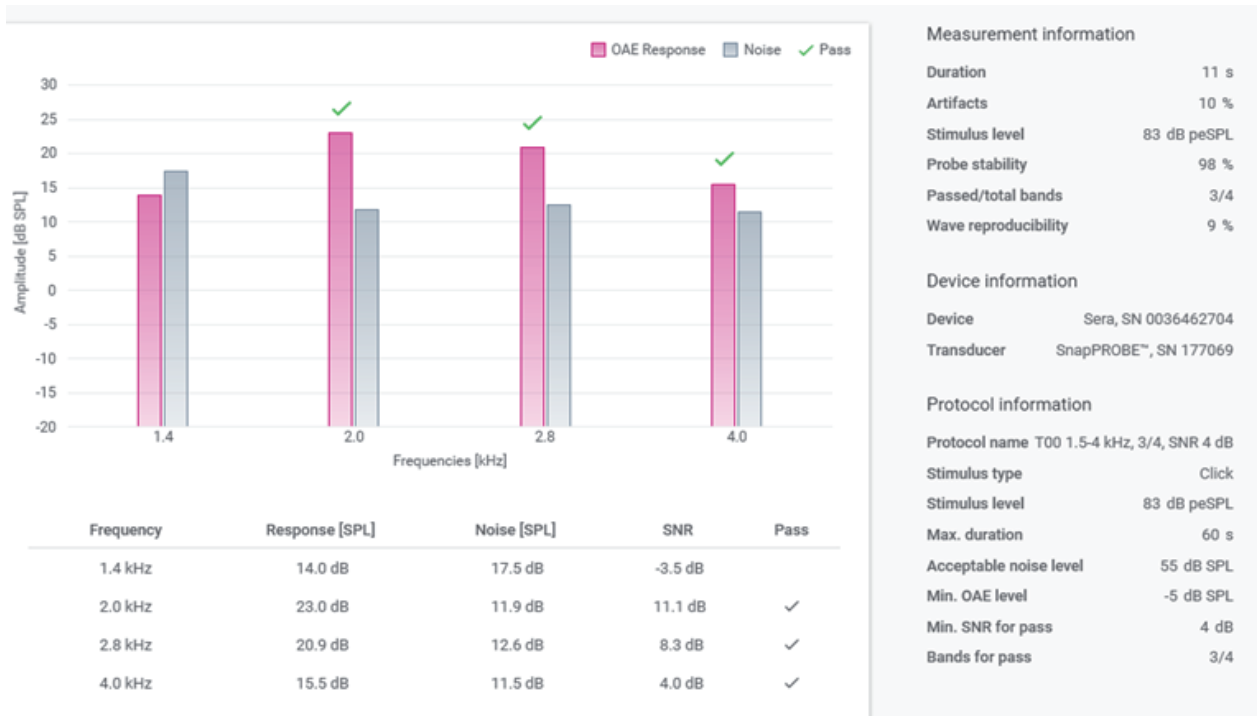 OAE Response Noise Pass
30
25
20
15
10
5
0
-5
-10
-15
-20
Amplitude [dB SPL]
1.4 2.0 2.8 4.0
Frequencies [kHz]
Frequency Response [SPL] Noise [SPL] SNR Pass
1.4 kHz 14.0 dB 17.5 dB -3.5 dB
2.0 kHz 23.0 dB 11.9 dB 11.1 dB ✓
2.8 kHz 20.9 dB 12.6 dB 8.3 dB ✓
4.0 kHz 15.5 dB 11.5 dB 4.0 dB ✓
Measurement information
Duration 11 s
Artifacts 10 %
Stimulus level 83 dB peSPL
Probe stability 98 %
Passed/total bands 3/4
Wave reproducibility 9 %
Device information
Device Sera, SN 0036462704
Transducer SnapPROBE™, SN 177069
Protocol information
Protocol name T00 1.5-4 kHz, 3/4, SNR 4 dB
Stimulus type Click
Stimulus level 83 dB peSPL
Max. duration 60 s
Acceptable noise level 55 dB SPL
Min. OAE level -5 dB SPL
Min. SNR for pass 4 dB
Bands for pass 3/4